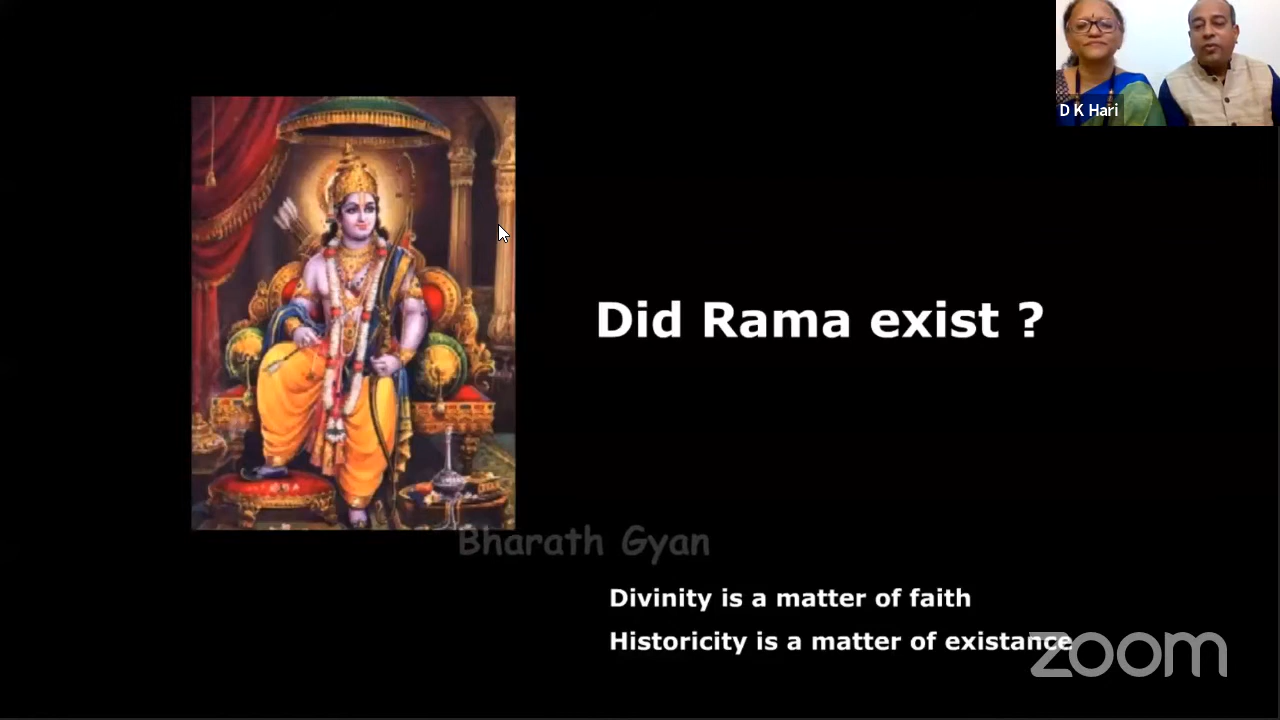 D K Hari
Did Rama exist ?
Bharath Gyan
Divinity is a matter of faith
Historicity is a matter of existance
zoom